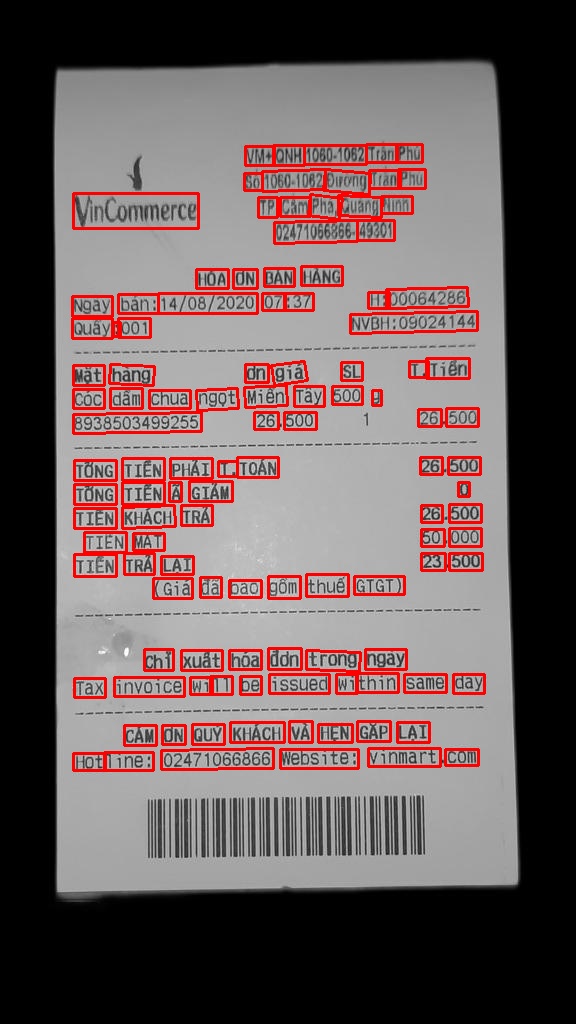 VM+ QNH 1060-1062 Trần Phú
Số 1060-1062 Đường Trần Phú
VinCommerce
TP. Cẩm Phả, Quảng Ninh
02471066866- 49301
HÓA ĐƠN BÁN HÀNG
Ngày bán:14/08/2020 07:37 HĐ:00064286
Quầy:001 NVBH:09024144
Mặt hàng Đơn giá SL T.Tiền
Cóc dầm chua ngọt Miền Tây 500 g
8938503499255 26.500 1 26.500
TỔNG TIỀN PHẢI T.TOÁN 26.500
TỔNG TIỀN ĐÃ GIẢM 0
TIỀN KHÁCH TRẢ 26.500
TIỀN MẶT 50.000
TIỀN TRẢ LẠI 23.500
(Giá đã bao gồm thuế GTGT)
Chỉ xuất hóa đơn trong ngày
Tax invoice will be issued within same day
CẢM ƠN QUÝ KHÁCH VÀ HẸN GẶP LẠI
Hotline: 02471066866 Website: vinmart.com